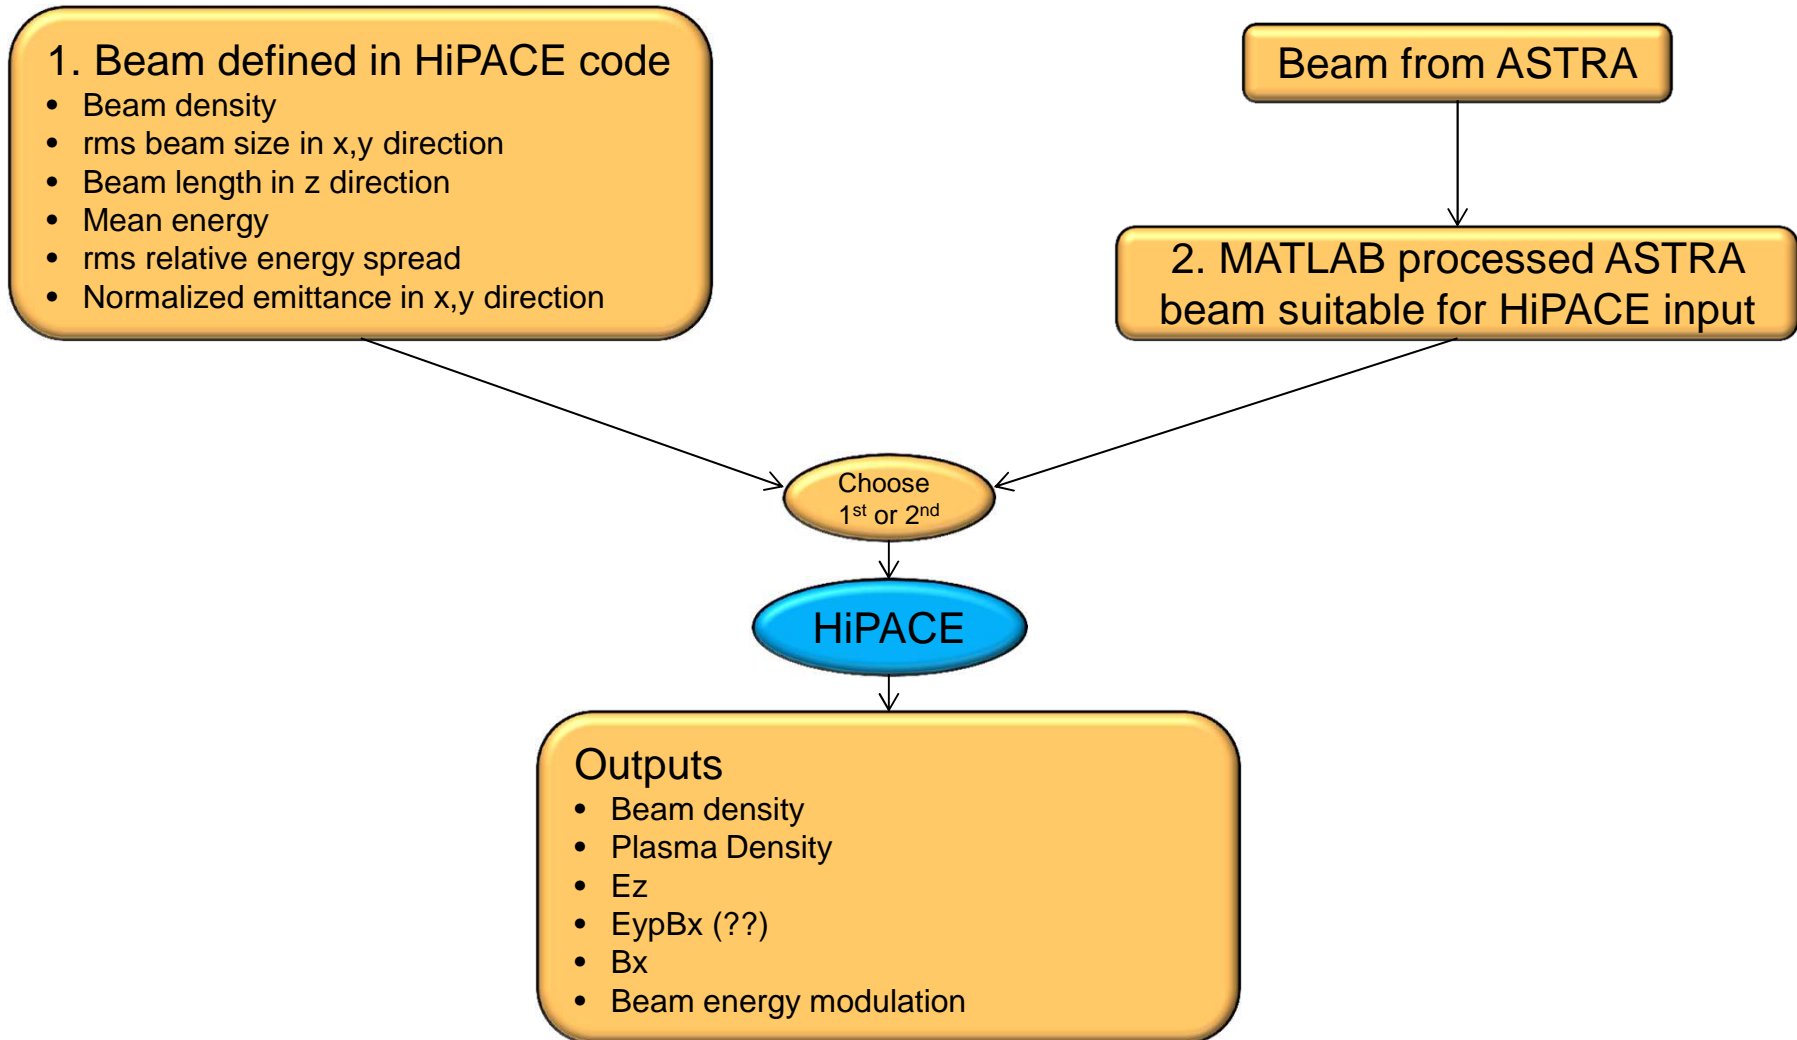 1. Beam defined in HiPACE code
• Beam density
• rms beam size in x,y direction
• Beam length in z direction
• Mean energy
• rms relative energy spread
• Normalized emittance in x,y direction
Beam from ASTRA
2. MATLAB processed ASTRA
beam suitable for HiPACE input
Choose
1st or 2nd
HiPACE
Outputs
• Beam density
• Plasma Density
• Ez
• EypBx (??)
• Bx
• Beam energy modulation